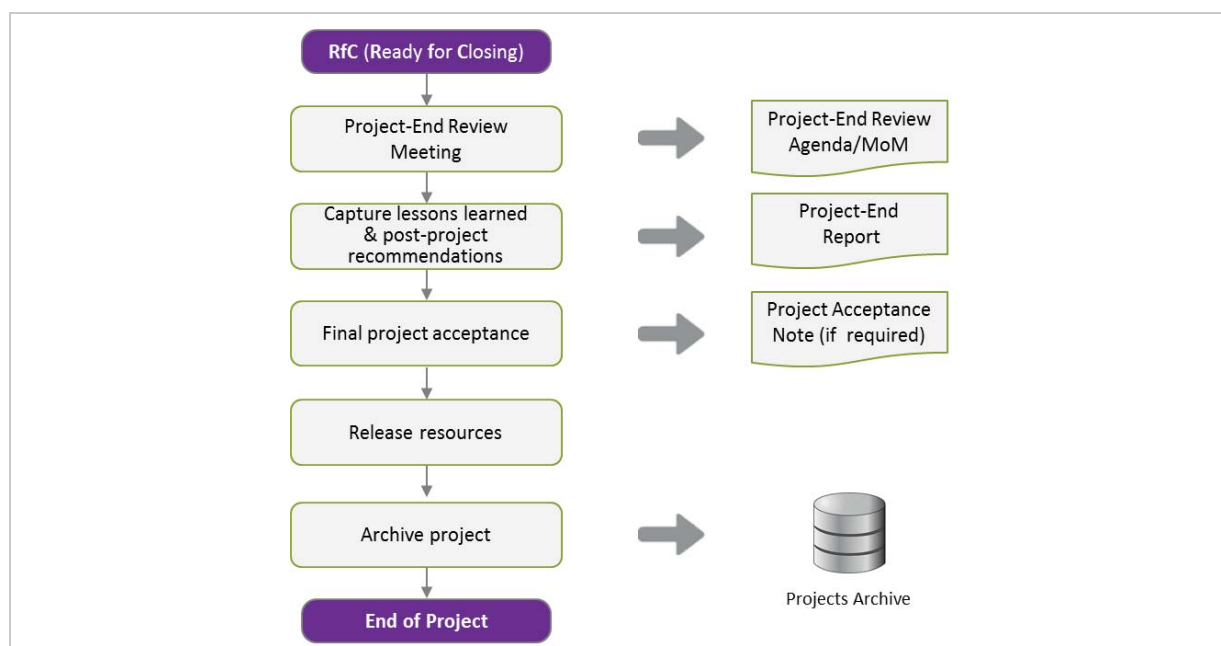 RfC (Ready for Closing)
Project-End Review
Meeting
Project-End Review
Agenda/MoM
Capture lessons learned
& post-project
recommendations
Project-End
Report
Final project acceptance
Project Acceptance
Note (if required)
Release resources
Archive project
Projects Archive
End of Project